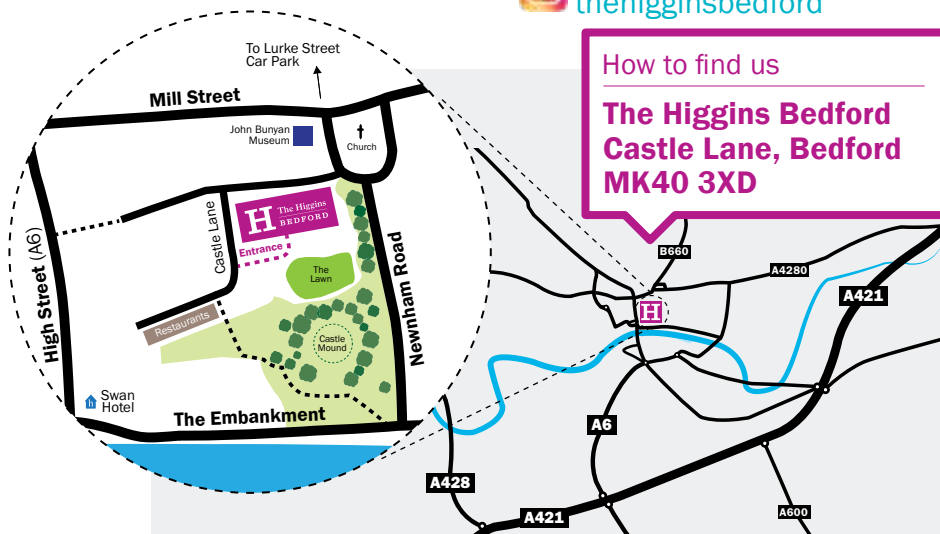 thehigginsbedford
How to find us
The Higgins Bedford
Castle Lane, Bedford
MK40 3XD
To Lurke Street
Car Park
Mill Street
John Bunyan
Museum
Church
H The Higgins
BEDFORD
Entrance
Castle Lane
The
Lawn
High Street (A6)
Newnham Road
Restaurants
Castle
Mound
h Swan
Hotel
The Embankment
B660
A4280
A421
H
A6
A428
A421
A600